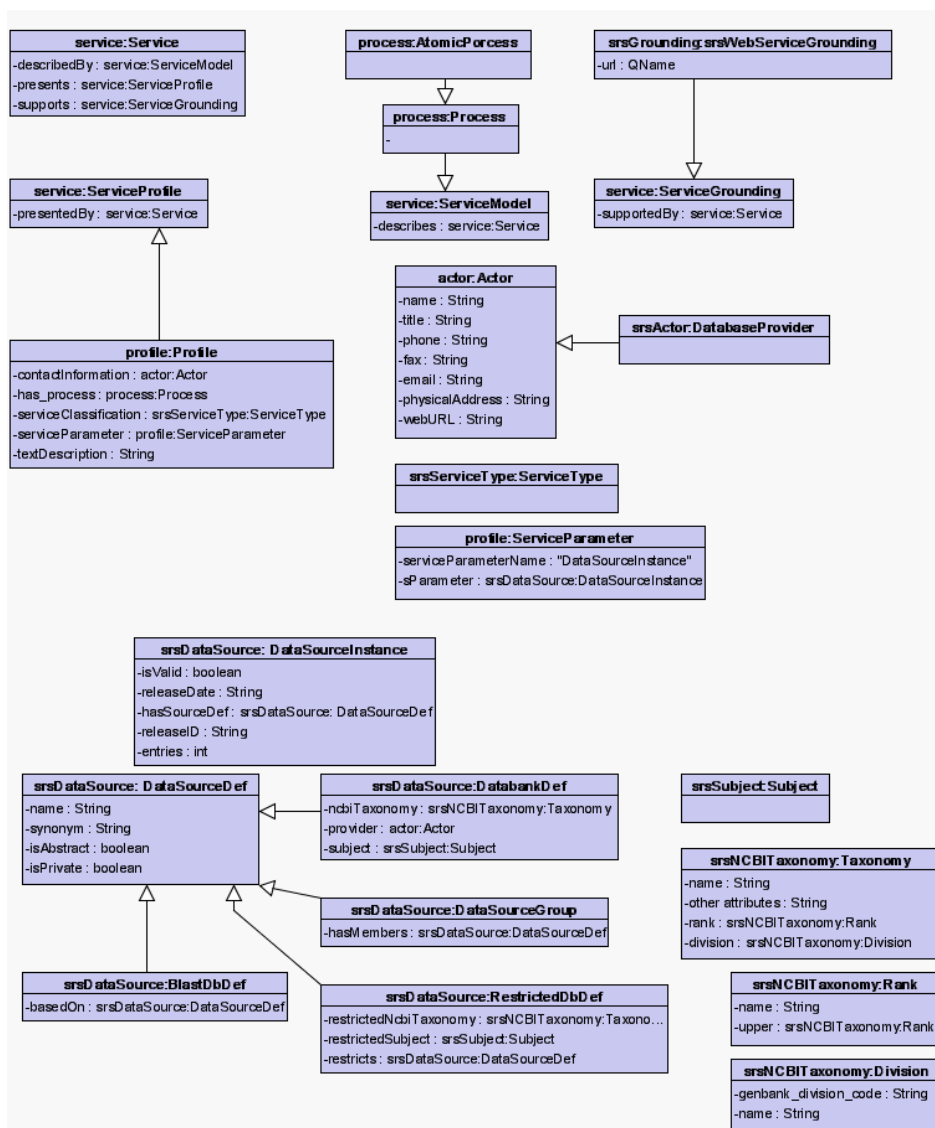 service:Service
-describedBy : service:ServiceModel
-presents : service:ServiceProfile
-supports : service:ServiceGrounding
process:AtomicPorcess
srsGrounding:srsWebServiceGrounding
-url : QName
process:Process
-
service:ServiceProfile
-presentedBy : service:Service
service:ServiceModel
-describes : service:Service
service:ServiceGrounding
-supportedBy : service:Service
actor:Actor
-name : String
-title : String
-phone : String
-fax : String
-email : String
-physicalAddress : String
-webURL : String
srsActor:DatabaseProvider
profile:Profile
-contactInformation : actor:Actor
-has_process : process:Process
-serviceClassification : srsServiceType:ServiceType
-serviceParameter : profile:ServiceParameter
-textDescription : String
srsServiceType:ServiceType
profile:ServiceParameter
-serviceParameterName : "DataSourceInstance"
-sParameter : srsDataSource:DataSourceInstance
srsDataSource: DataSourceInstance
-isValid : boolean
-releaseDate : String
-hasSourceDef : srsDataSource: DataSourceDef
-releaseID : String
-entries : int
srsDataSource: DataSourceDef
-name : String
-synonym : String
-isAbstract : boolean
-isPrivate : boolean
srsDataSource:DatabankDef
-ncbiTaxonomy : srsNCBITaxonomy:Taxonomy
-provider : actor:Actor
-subject : srsSubject:Subject
srsSubject:Subject
srsNCBITaxonomy:Taxonomy
-name : String
-other attributes : String
-rank : srsNCBITaxonomy:Rank
-division : srsNCBITaxonomy:Division
srsDataSource:DataSourceGroup
-hasMembers : srsDataSource:DataSourceDef
srsDataSource:BlastDbDef
-basedOn : srsDataSource:DataSourceDef
srsDataSource:RestrictedDbDef
-restrictedNcbiTaxonomy : srsNCBITaxonomy:Taxono...
-restrictedSubject : srsSubject:Subject
-restricts : srsDataSource:DataSourceDef
srsNCBITaxonomy:Rank
-name : String
-upper : srsNCBITaxonomy:Rank
srsNCBITaxonomy:Division
-genbank_division_code : String
-name : String